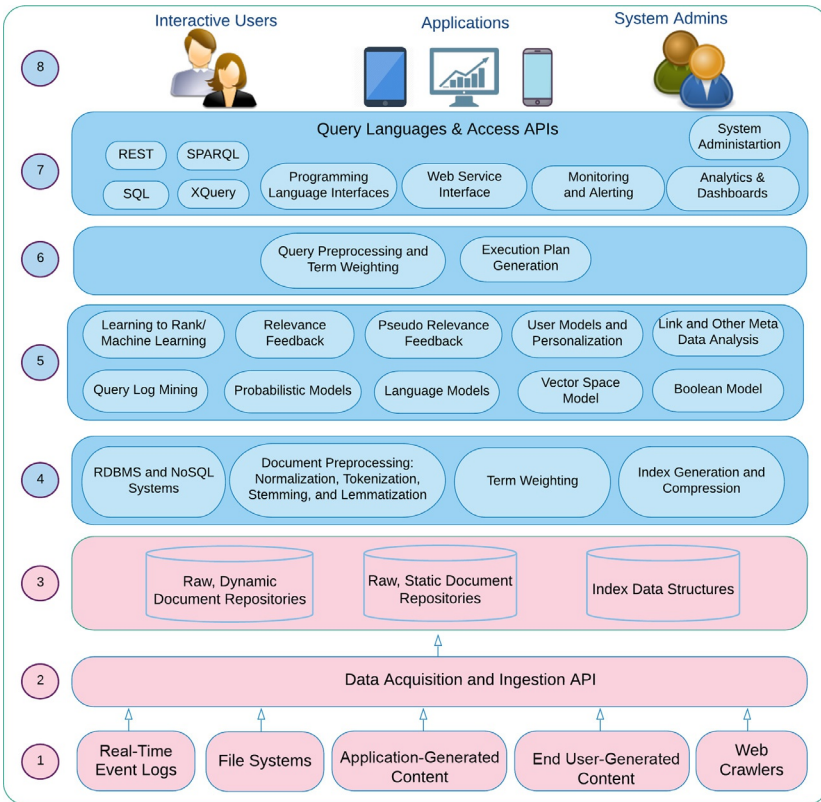 Interactive Users
Applications
System Admins
8
Query Languages & Access APIs
System
Administartion
REST
SPARQL
7
SQL
XQuery
Programming
Language Interfaces
Web Service
Interface
Monitoring
and Alerting
Analytics &
Dashboards
6
Query Preprocessing and
Term Weighting
Execution Plan
Generation
5
Learning to Rank/
Machine Learning
Relevance
Feedback
Pseudo Relevance
Feedback
User Models and
Personalization
Link and Other Meta
Data Analysis
Query Log Mining
Probabilistic Models
Language Models
Vector Space
Model
Boolean Model
4
RDBMS and NoSQL
Systems
Document Preprocessing:
Normalization, Tokenization,
Stemming, and Lemmatization
Term Weighting
Index Generation and
Compression
3
Raw, Dynamic
Document Repositories
Raw, Static Document
Repositories
Index Data Structures
2
Data Acquisition and Ingestion API
1
Real-Time
Event Logs
File Systems
Application-Generated
Content
End User-Generated
Content
Web
Crawlers